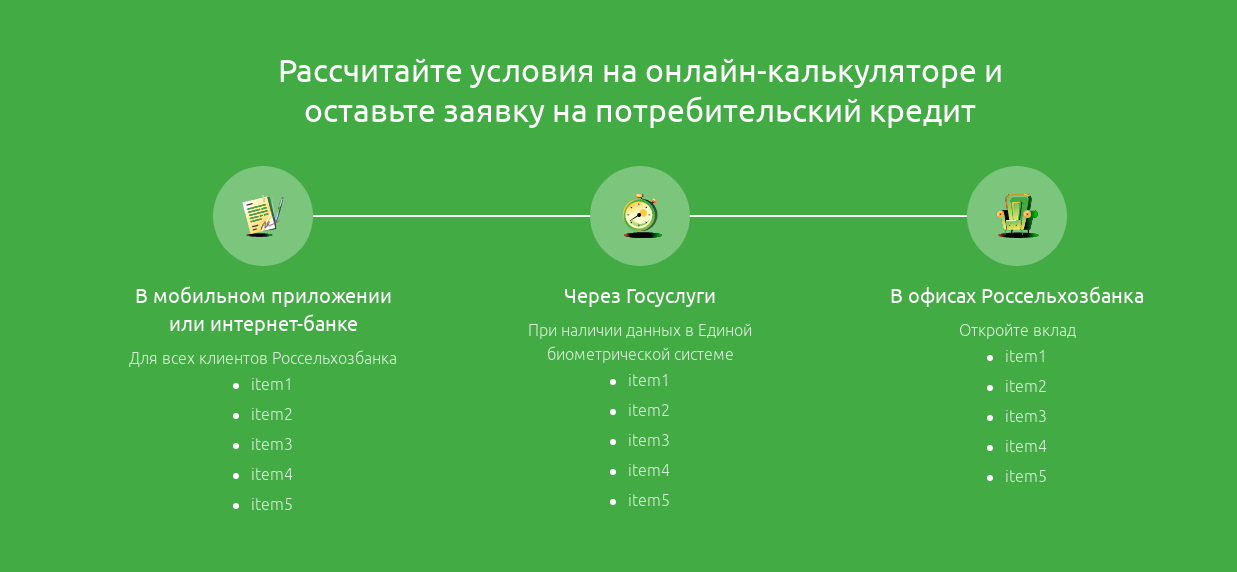 Рассчитайте условия на онлайн-калькуляторе и
оставьте заявку на потребительский кредит
В мобильном приложении
или интернет-банке
Для всех клиентов Россельхозбанка
item1
item2
item3
item4
item5
Через Госуслуги
При наличии данных в Единой
биометрической системе
item1
item2
item3
item4
item5
В офисах Россельхозбанка
Откройте вклад
item1
item2
item3
item4
item5